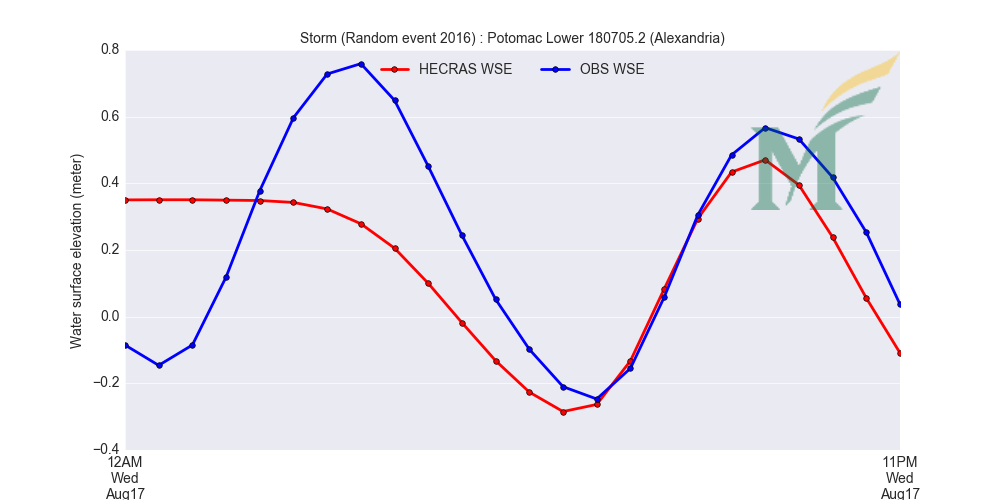 Storm (Random event 2016) : Potomac Lower 180705.2 (Alexandria)
HECRAS WSE
OBS WSE
M
Water surface elevation (meter)
0.8
0.6
0.4
0.2
0.0
−0.2
−0.4
12AM
Wed
Aug17
11PM
Wed
Aug17